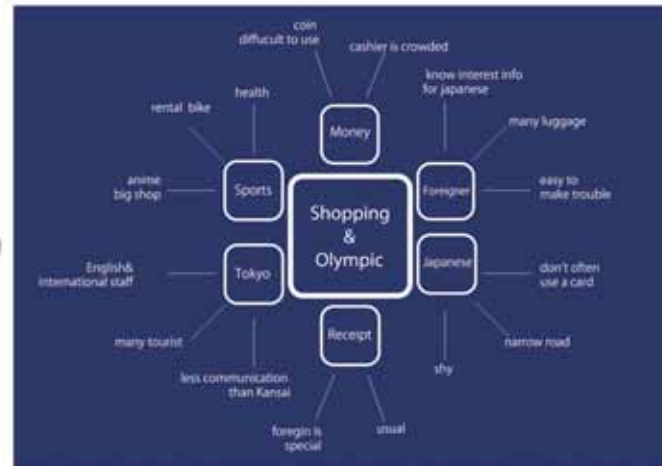 coin
diffucult to use
cashier is crowded
know interest info
for japanese
health
rental bike
many luggage
Money
anime
big shop
Sports
Foreigner
easy to
make trouble
Shopping
&
Olympic
English&
international staff
Tokyo
Japanese
don't often
use a card
many tourist
Receipt
narrow road
less communication
than Kansai
shy
foregin is
special
usual